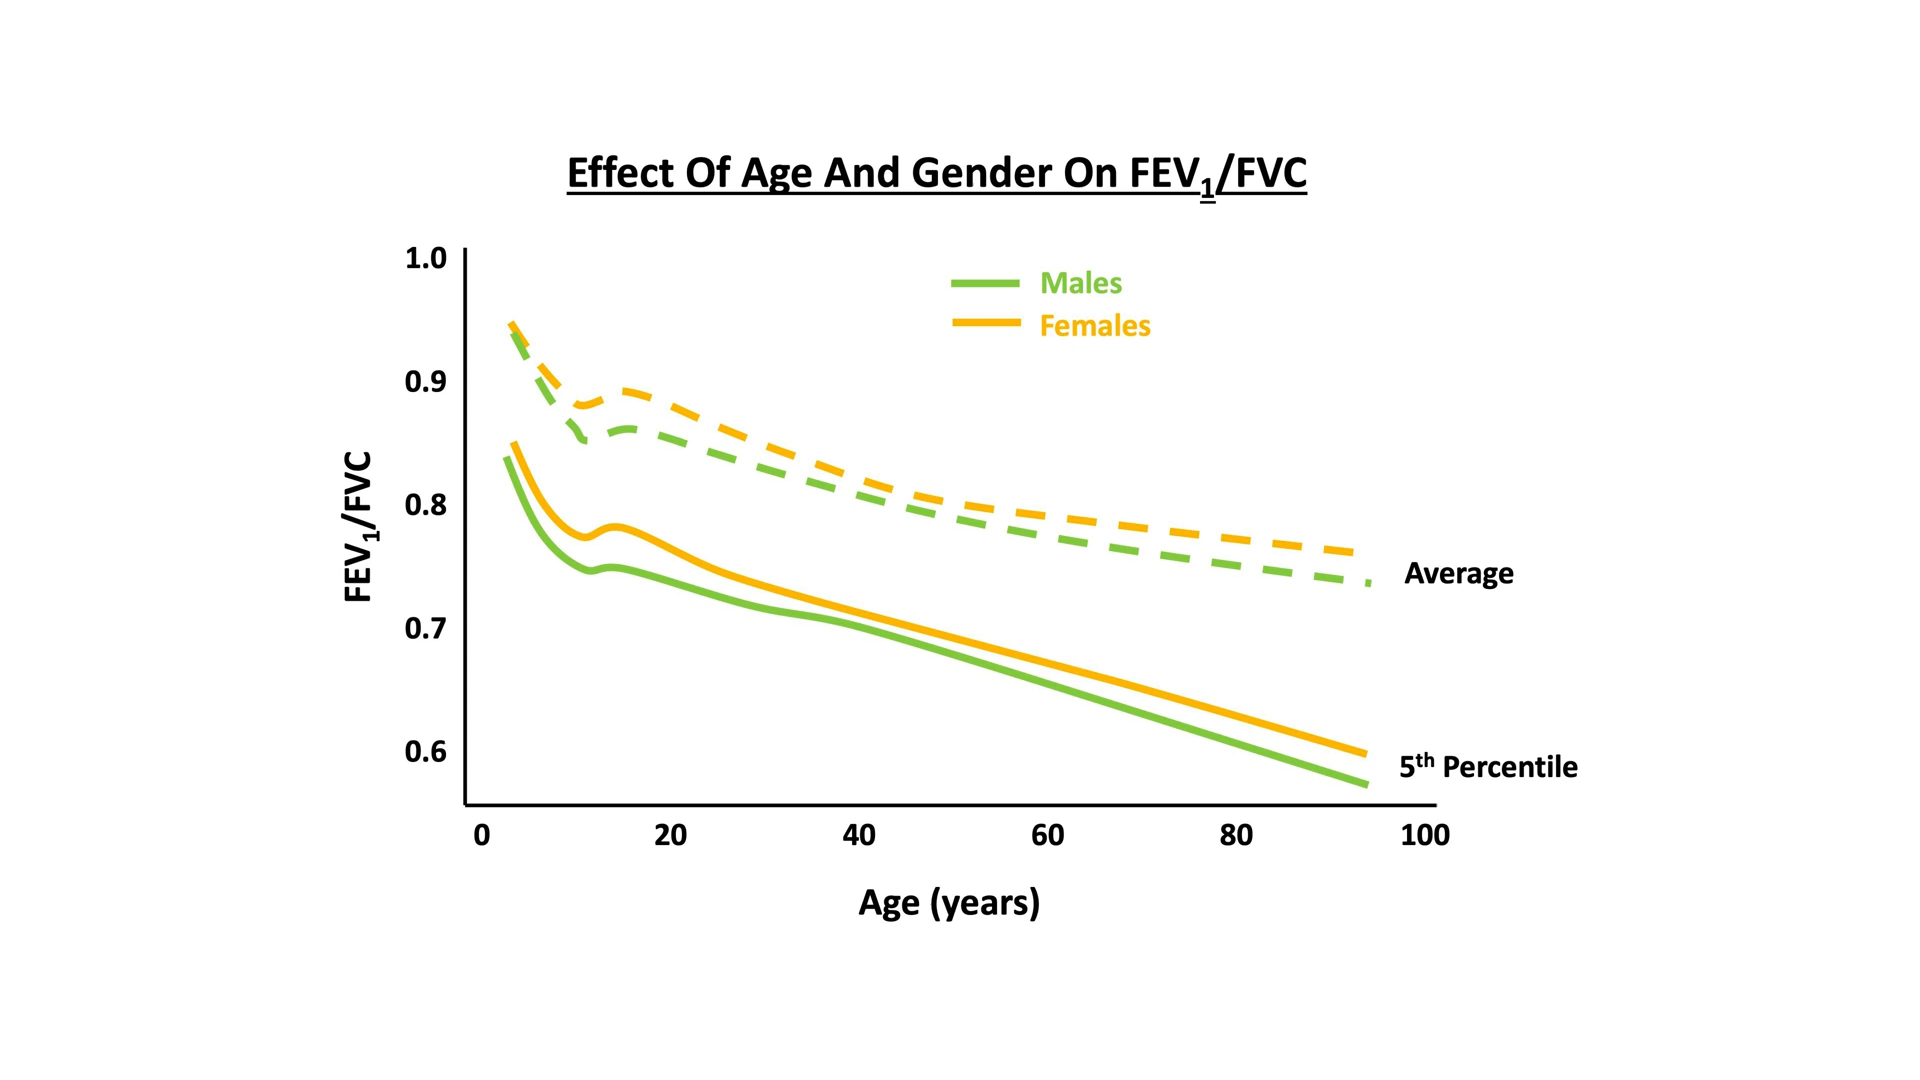 Effect Of Age And Gender On FEV₁/FVC
Males
Females
1.0
0.9
0.8
0.7
0.6
FEV₁/FVC
Average
5ᵗʰ Percentile
0 20 40 60 80 100
Age (years)